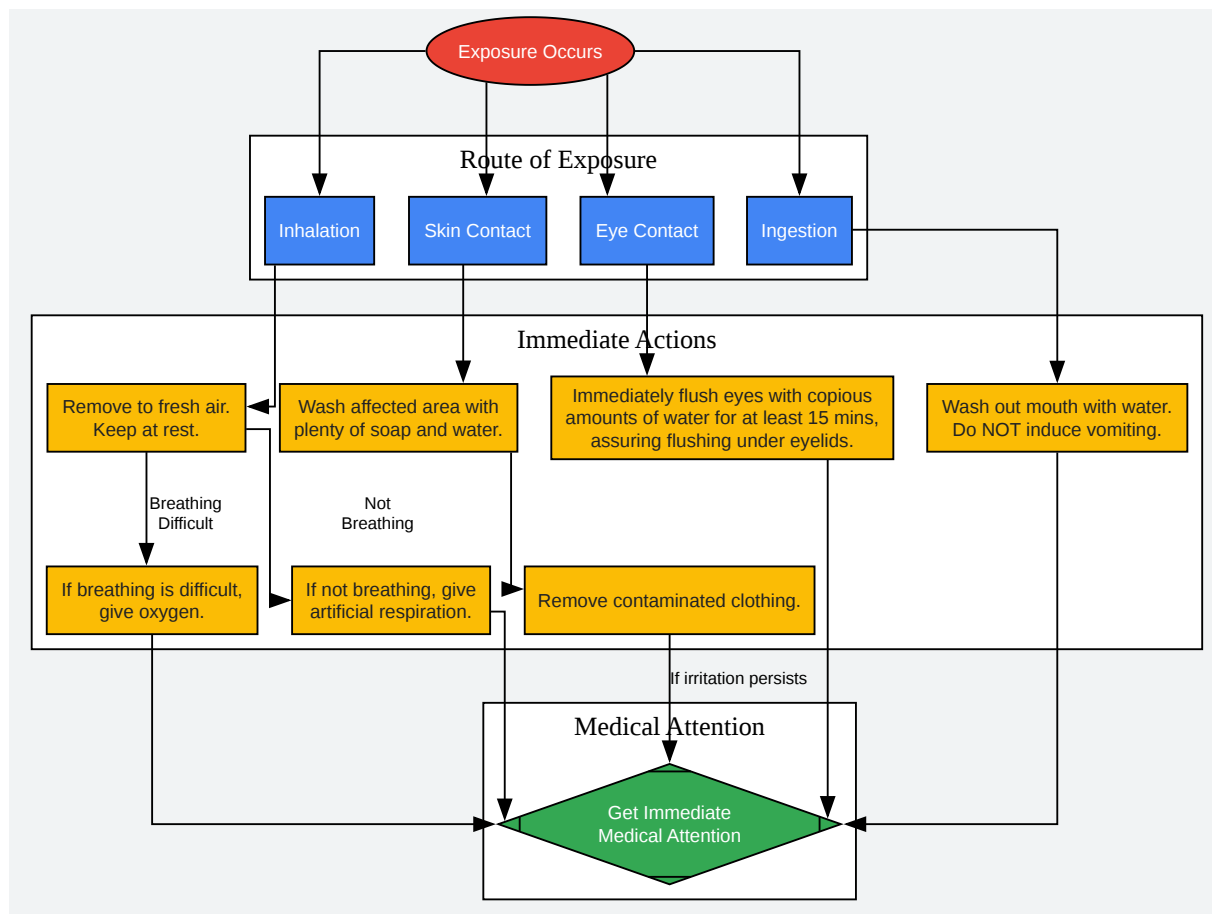 Exposure Occurs
Route of Exposure
Inhalation
Skin Contact
Eye Contact
Ingestion
Immediate Actions
Remove to fresh air.
Keep at rest.
Wash affected area with
plenty of soap and water.
Immediately flush eyes with copious
amounts of water for at least 15 mins,
assuring flushing under eyelids.
Wash out mouth with water.
Do NOT induce vomiting.
Breathing
Difficult
Not
Breathing
If breathing is difficult,
give oxygen.
If not breathing, give
artificial respiration.
Remove contaminated clothing.
If irritation persists
Medical Attention
Get Immediate
Medical Attention